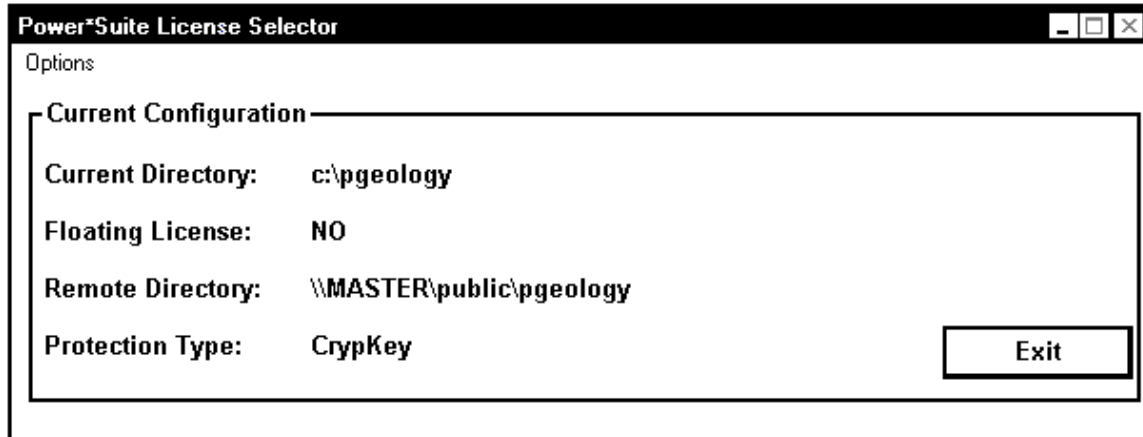 Power*Suite License Selector
Options
Current Configuration
Current Directory: c:\pgeology
Floating License: NO
Remote Directory: \\MASTER\public\pgeology
Protection Type: CrypKey
Exit